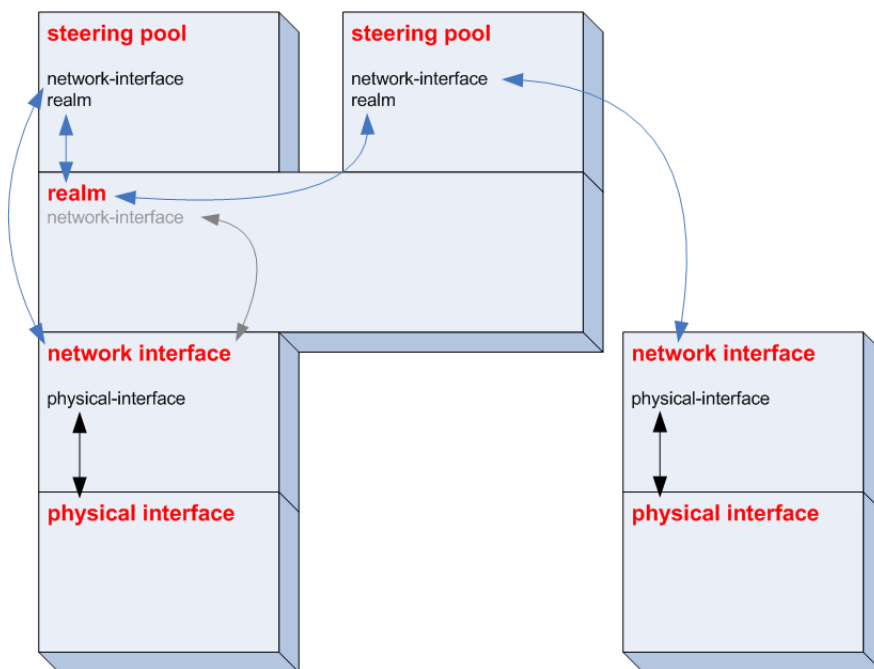 steering pool
network-interface
realm
steering pool
network-interface
realm
realm
network-interface
network interface
physical-interface
physical interface
network interface
physical-interface
physical interface